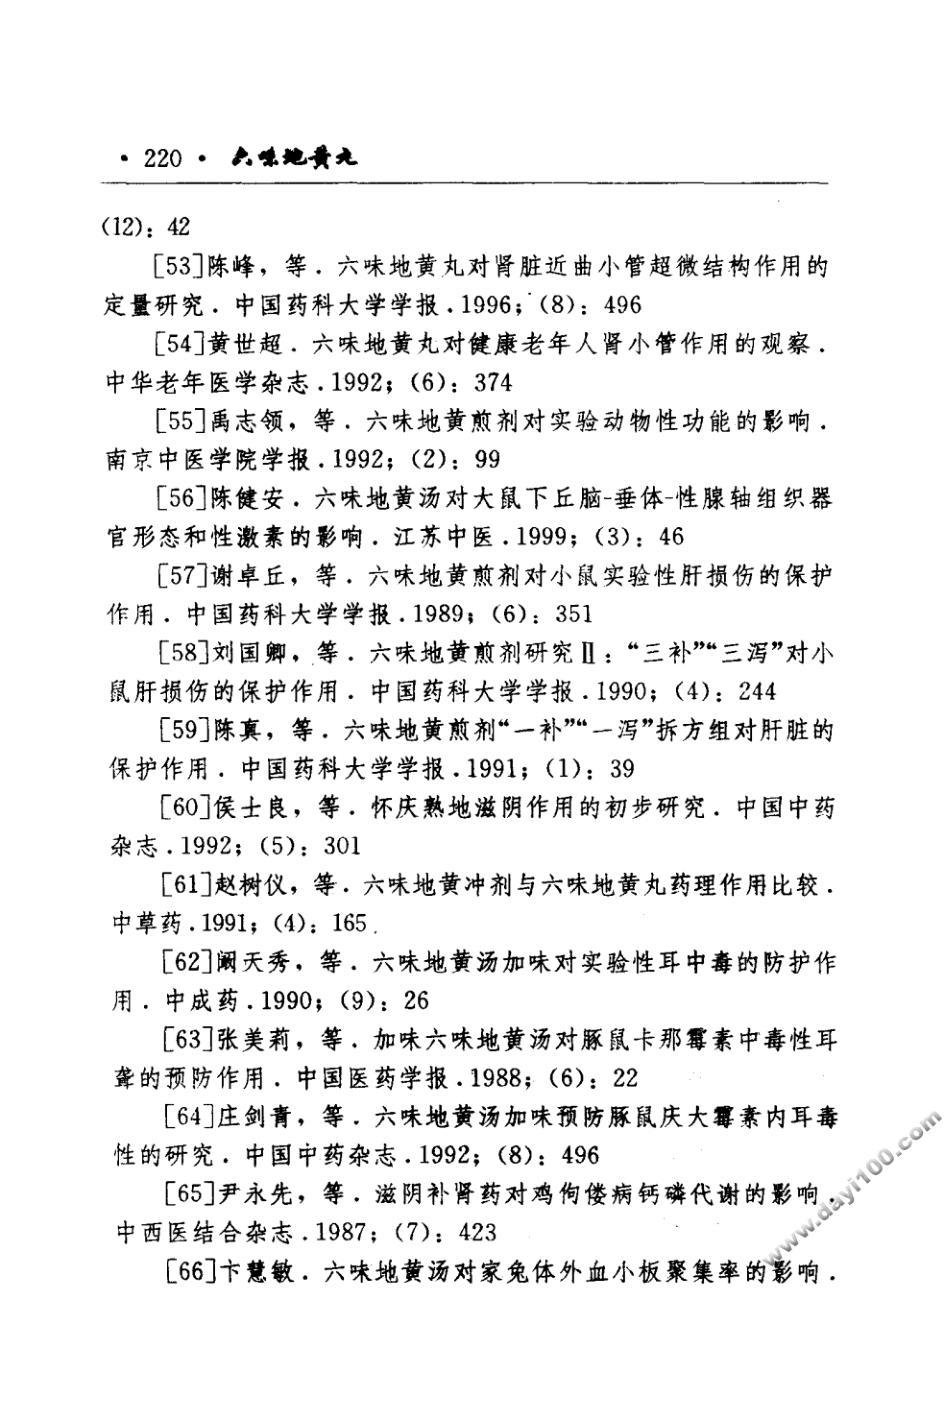 · 220 · 六味地黄丸
(12)：42
[53]陈峰，等．六味地黄丸对肾脏近曲小管超微结构作用的
定量研究．中国药科大学学报．1996；(8)：496
[54]黄世超．六味地黄丸对健康老年人肾小管作用的观察．
中华老年医学杂志．1992；(6)：374
[55]禹志领，等．六味地黄煎剂对实验动物性功能的影响．
南京中医学院学报．1992；(2)：99
[56]陈健安．六味地黄汤对大鼠下丘脑-垂体-性腺轴组织器
官形态和性激素的影响．江苏中医．1999；(3)：46
[57]谢卓丘，等．六味地黄煎剂对小鼠实验性肝损伤的保护
作用．中国药科大学学报．1989；(6)：351
[58]刘国卿，等．六味地黄煎剂研究Ⅱ：“三补”“三泻”对小
鼠肝损伤的保护作用．中国药科大学学报．1990；(4)：244
[59]陈真，等．六味地黄煎剂“一补”“一泻”拆方组对肝脏的
保护作用．中国药科大学学报．1991；(1)：39
[60]侯士良，等．怀庆熟地滋阴作用的初步研究．中国中药
杂志．1992；(5)：301
[61]赵树仪，等．六味地黄冲剂与六味地黄丸药理作用比较．
中草药．1991；(4)：165．
[62]阚天秀，等．六味地黄汤加味对实验性耳中毒的防护作
用．中成药．1990；(9)：26
[63]张美莉，等．加味六味地黄汤对豚鼠卡那霉素中毒性耳
聋的预防作用．中国医药学报．1988；(6)：22
[64]庄剑青，等．六味地黄汤加味预防豚鼠庆大霉素内耳毒
性的研究．中国中药杂志．1992；(8)：496
[65]尹永先，等．滋阴补肾药对鸡佝偻病钙磷代谢的影响．
中西医结合杂志．1987；(7)：423
[66]卞慧敏．六味地黄汤对家兔体外血小板聚集率的影响．
www.dayi100.com